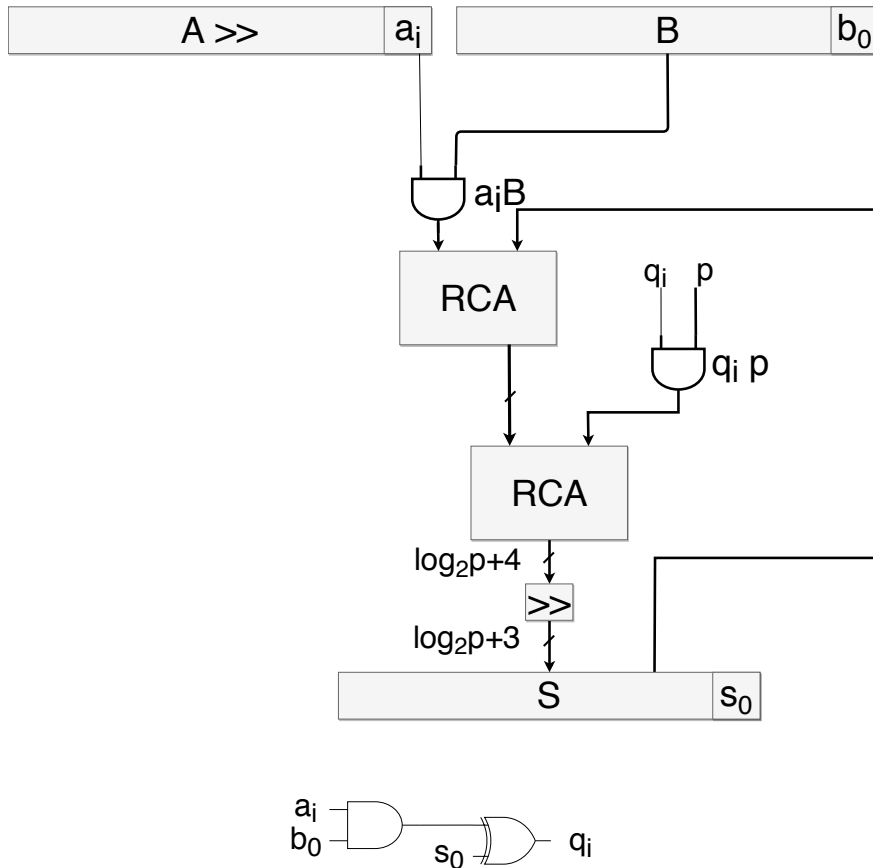 A >> aᵢ B b₀
aᵢB
RCA
qᵢ p
qᵢ p
RCA
log₂p+4
>>
log₂p+3
S s₀
aᵢ
b₀ s₀ qᵢ